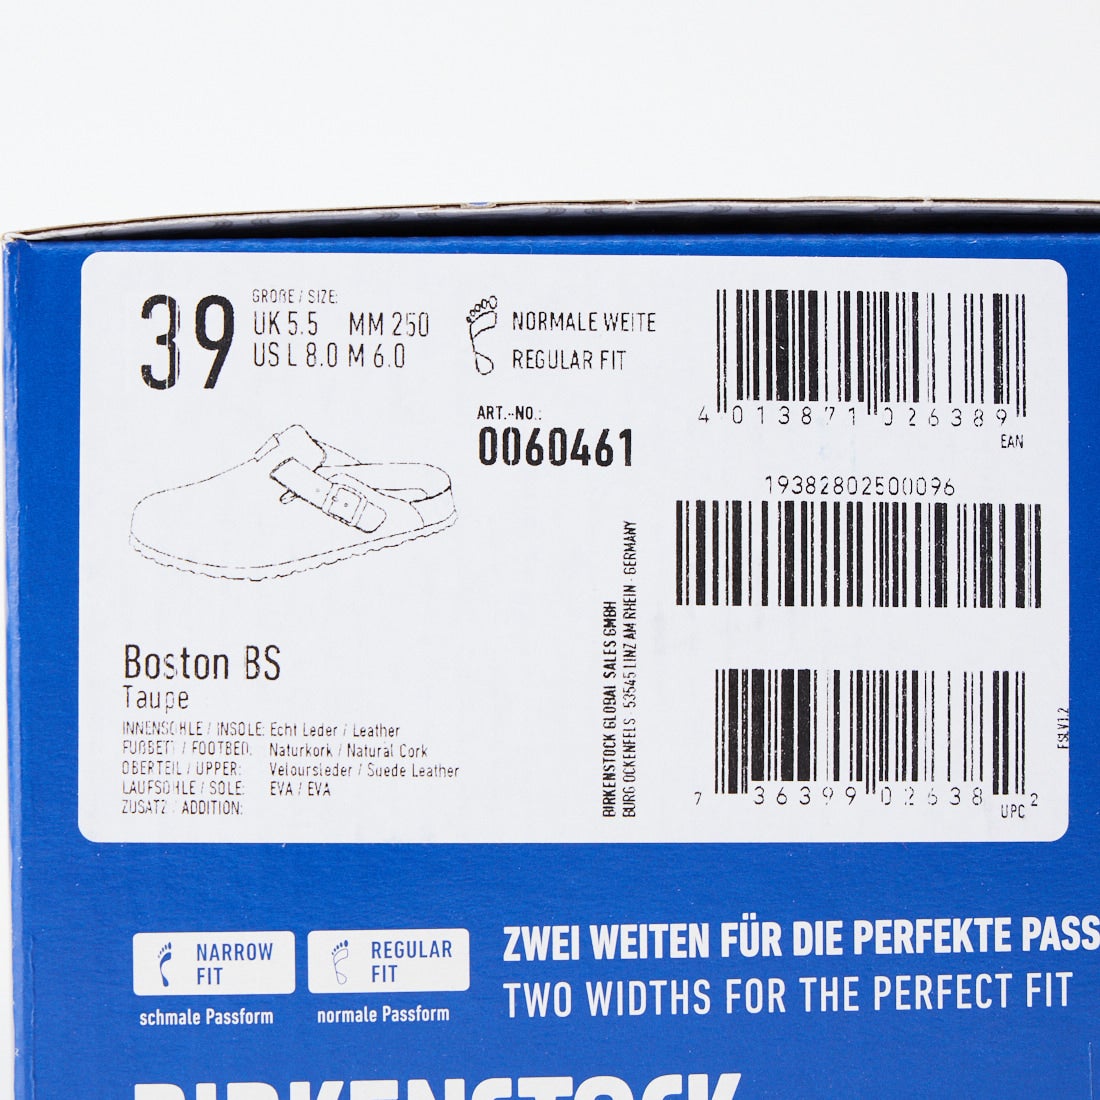 39
GRÖßE / SIZE:
UK 5.5 MM 250
US L 8.0 M 6.0
NORMALE WEITE
REGULAR FIT
ART.-NO.:
0060461
4 013871 026389
EAN
19382802500096
Boston BS
Taupe
INNENSOHLE / INSOLE: Echt Leder / Leather
FUßBETT / FOOTBED: Naturkork / Natural Cork
OBERTEIL / UPPER: Veloursleder / Suede Leather
LAUFSOHLE / SOLE: EVA / EVA
ZUSATZ / ADDITION:
BIRKENSTOCK GLOBAL SALES GMBH
BURG OCKENFELS · 53545 LINZ AM RHEIN · GERMANY
7 36399 02638 2
UPC
FSLV1.2
NARROW
FIT
schmale Passform
REGULAR
FIT
normale Passform
ZWEI WEITEN FÜR DIE PERFEKTE PASS
TWO WIDTHS FOR THE PERFECT FIT
BIRKENSTOCK